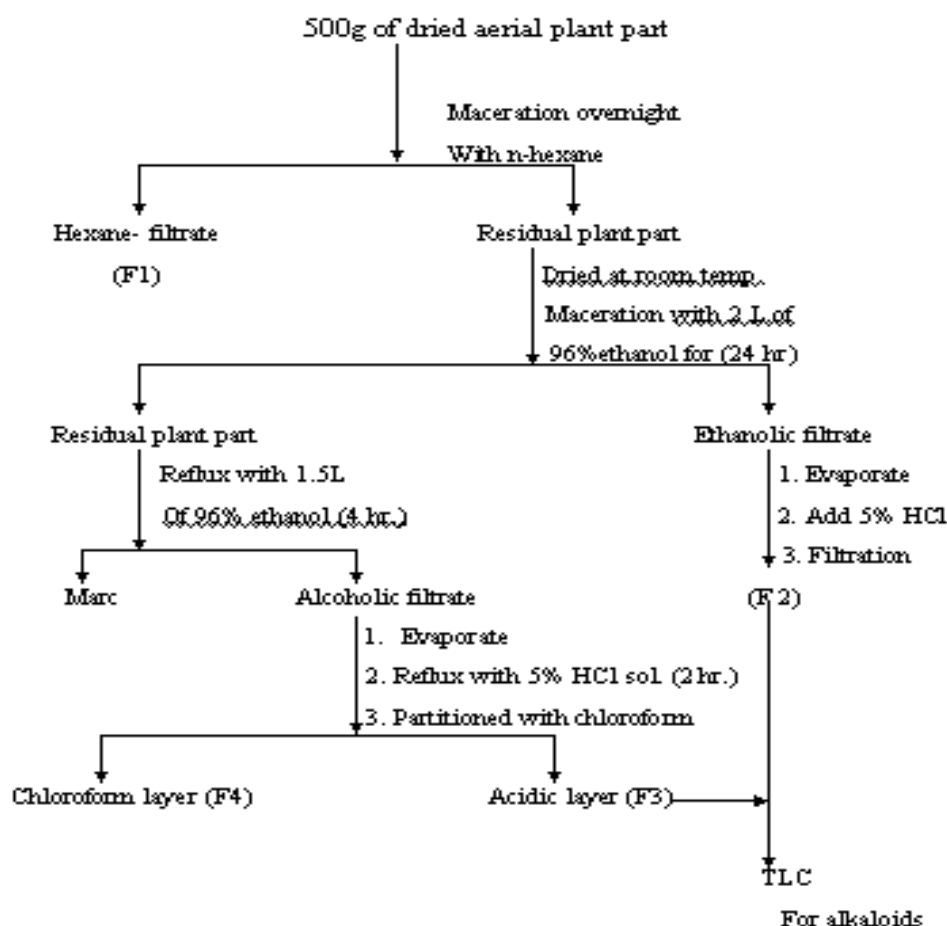 500g of dried aerial plant part
Maceration overnight
With n-hexane
Hexane- filtrate
(F1)
Residual plant part
Dried at room temp.
Maceration with 2 L of
96%ethanol for (24 hr)
Residual plant part
Ethanolic filtrate
Reflux with 1.5L
Of 96% ethanol (4 hr.)
1. Evaporate
2. Add 5% HCl
3. Filtration
Marc
Alcoholic filtrate
(F 2)
1. Evaporate
2. Reflux with 5% HCl sol. (2 hr.)
3. Partitioned with chloroform
Chloroform layer (F4)
Acidic layer (F3)
TLC
For alkaloids